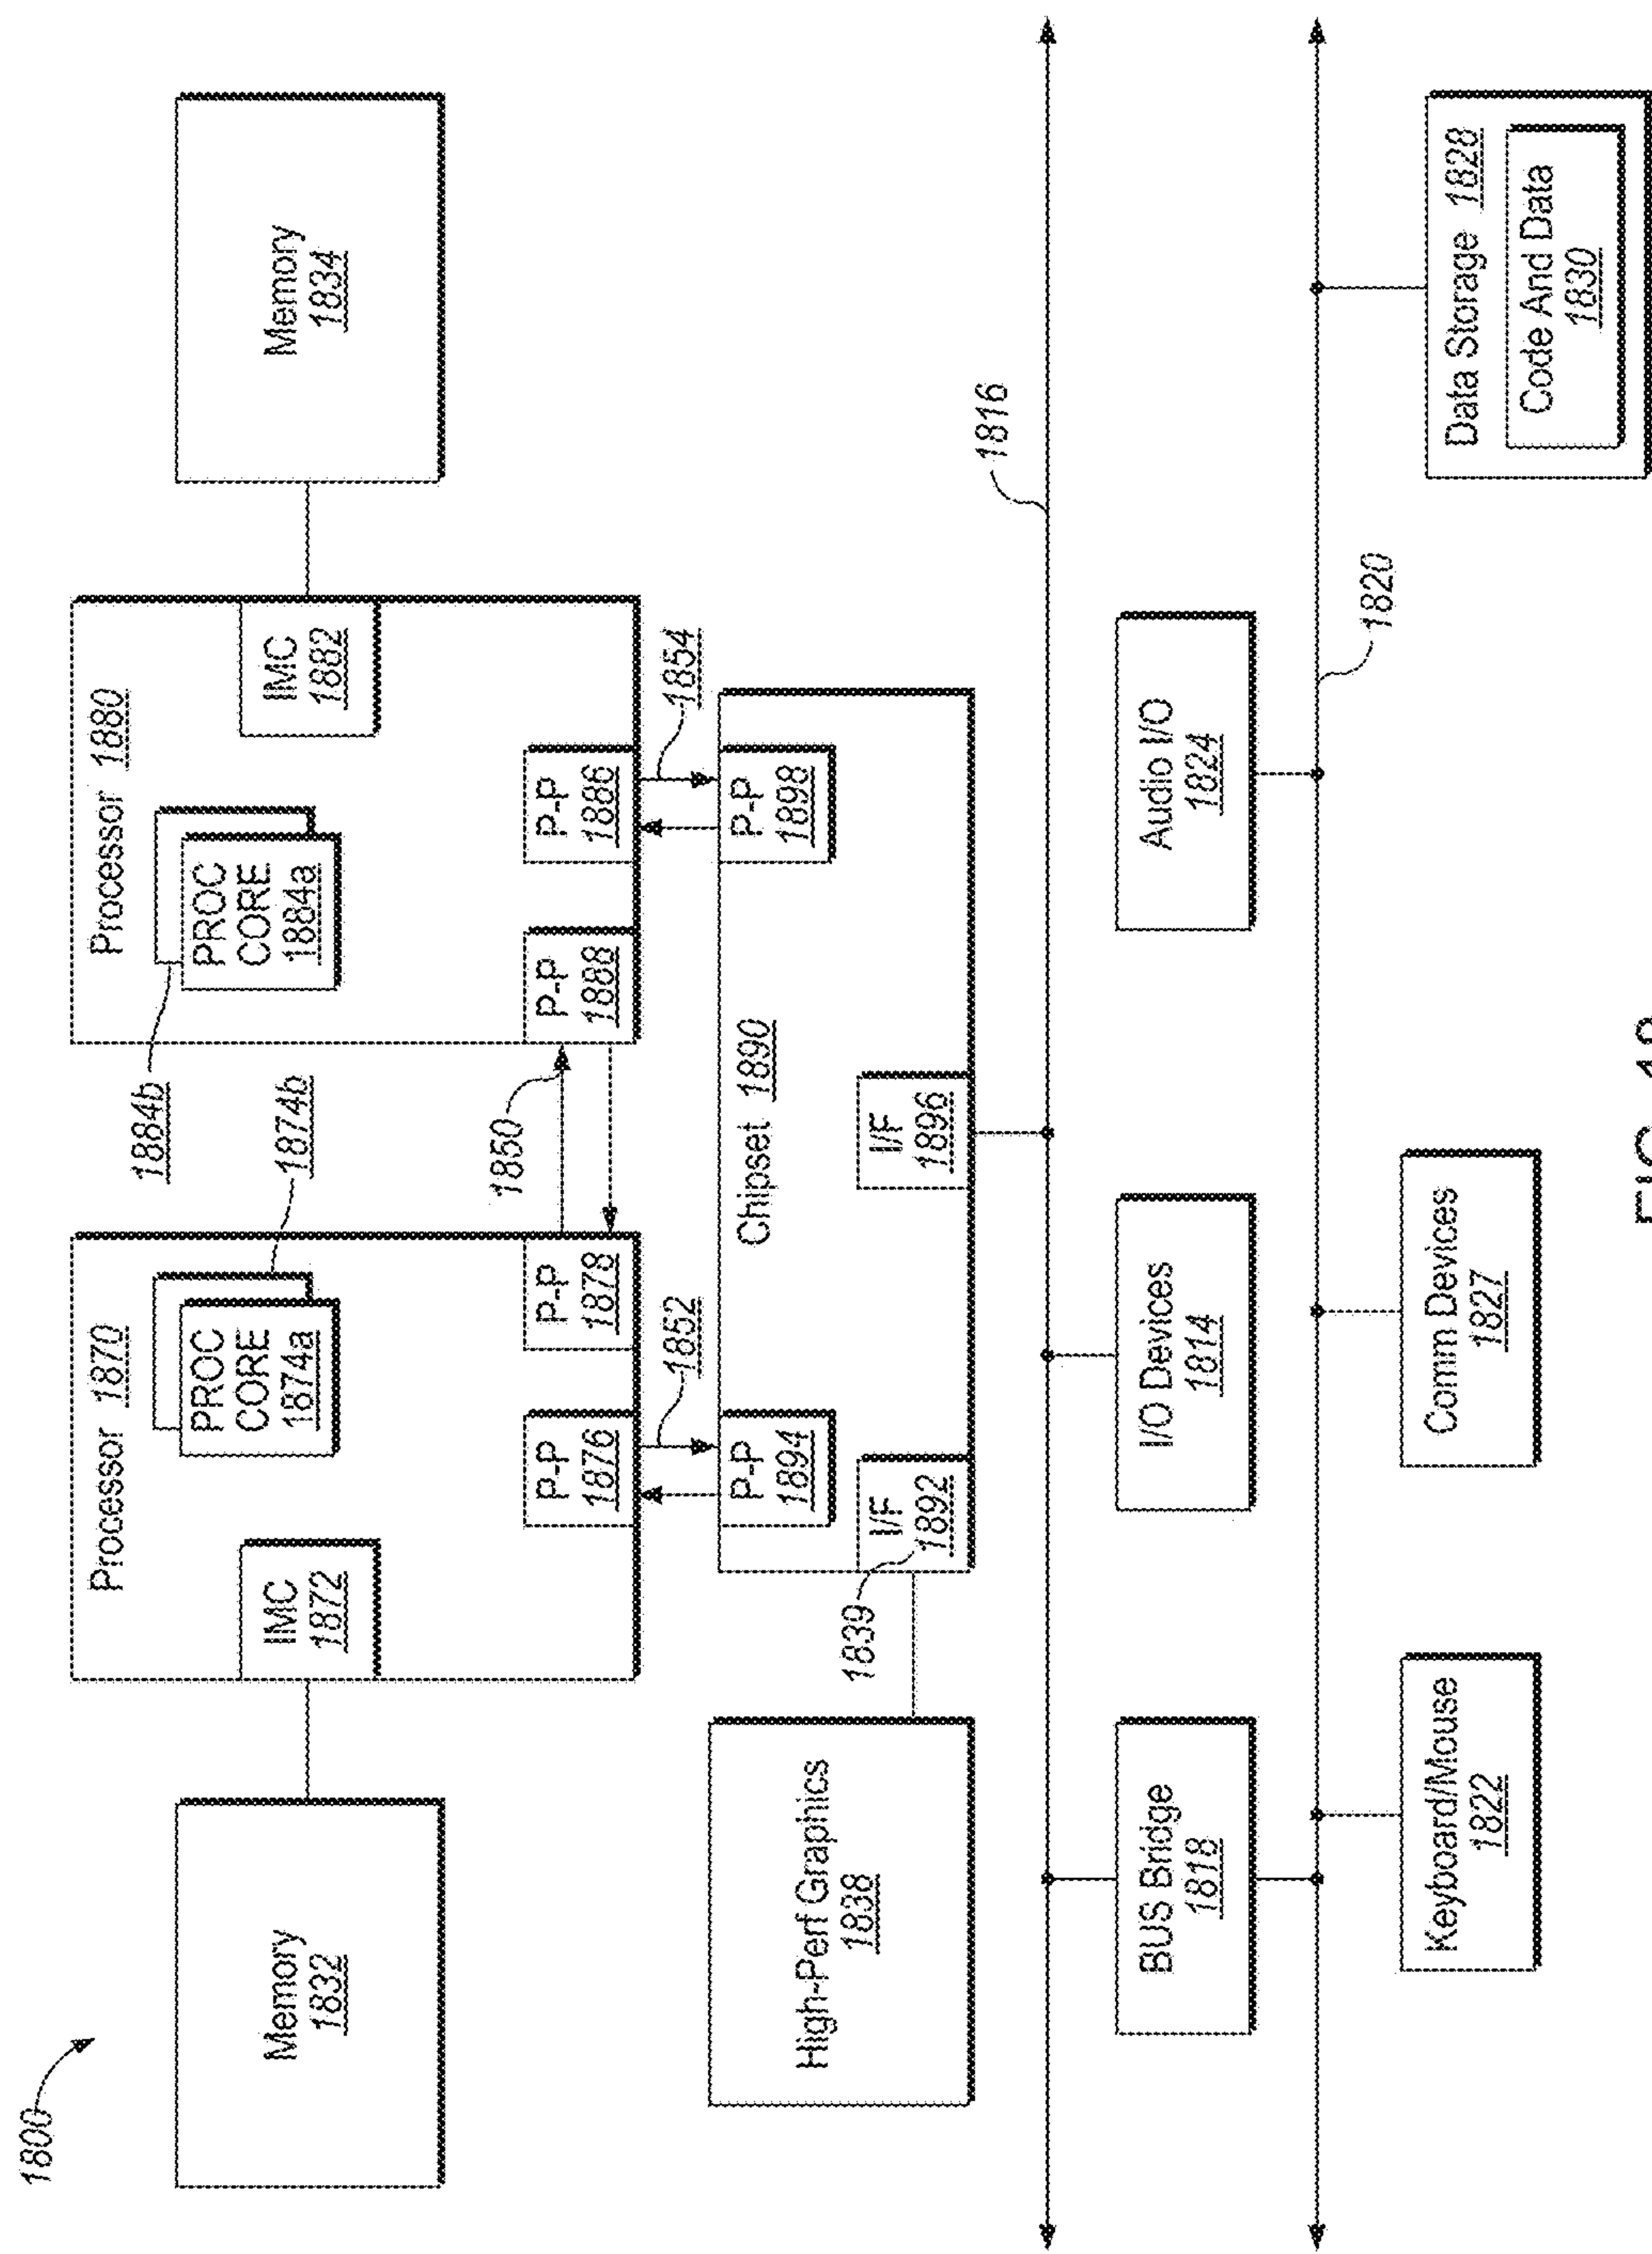 1800
Memory
1832
Processor 1870
IMC
1872
PROC
CORE
1874a
1874b
P-P
1876
P-P
1878
1884b
Processor 1880
PROC
CORE
1884a
IMC
1882
P-P
1888
P-P
1886
Memory
1834
1850
1852
1854
High-Perf Graphics
1838
1839
Chipset 1890
P-P
1894
P-P
1898
I/F
1892
I/F
1896
1816
BUS Bridge
1818
I/O Devices
1814
Audio I/O
1824
1820
Keyboard/Mouse
1822
Comm Devices
1827
Data Storage 1828
Code And Data
1830